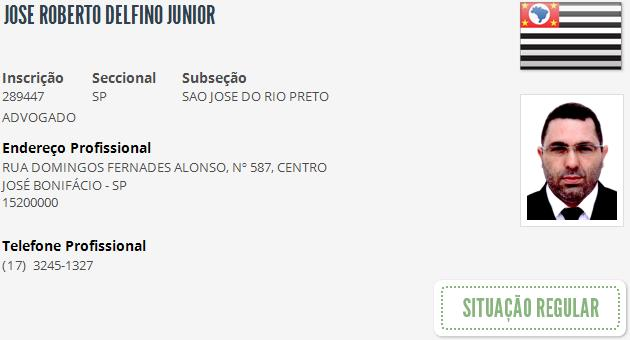 JOSE ROBERTO DELFINO JUNIOR
Inscrição Seccional Subseção
289447 SP SAO JOSE DO RIO PRETO
ADVOGADO
Endereço Profissional
RUA DOMINGOS FERNADES ALONSO, Nº 587, CENTRO
JOSÉ BONIFÁCIO - SP
15200000
Telefone Profissional
(17) 3245-1327
SITUAÇÃO REGULAR